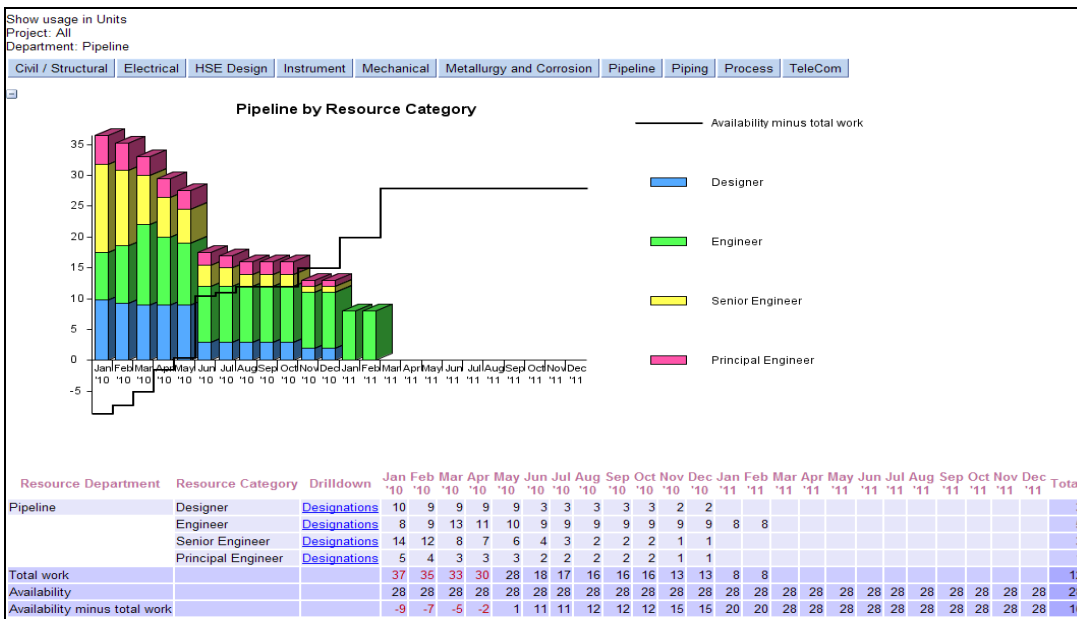 Show usage in Units
Project: All
Department: Pipeline
Civil / Structural Electrical HSE Design Instrument Mechanical Metallurgy and Corrosion Pipeline Piping Process TeleCom
Pipeline by Resource Category
Availability minus total work
Designer
Engineer
Senior Engineer
Principal Engineer
35
30
25
20
15
10
5
0
-5
Jan Feb Mar Apr May Jun Jul Aug Sep Oct Nov Dec Jan Feb Mar Apr May Jun Jul Aug Sep Oct Nov Dec
'10 '10 '10 '10 '10 '10 '10 '10 '10 '10 '10 '10 '11 '11 '11 '11 '11 '11 '11 '11 '11 '11 '11 '11
Resource Department Resource Category Drilldown Jan Feb Mar Apr May Jun Jul Aug Sep Oct Nov Dec Jan Feb Mar Apr May Jun Jul Aug Sep Oct Nov Dec
'10 '10 '10 '10 '10 '10 '10 '10 '10 '10 '10 '10 '11 '11 '11 '11 '11 '11 '11 '11 '11 '11 '11 '11
Pipeline Designer Designations 10 9 9 9 9 3 3 3 3 3 2 2
Engineer Designations 8 9 13 11 10 9 9 9 9 9 9 9 8 8
Senior Engineer Designations 14 12 8 7 6 4 3 2 2 2 1 1
Principal Engineer Designations 5 4 3 3 3 2 2 2 2 2 1 1
Total work 37 35 33 30 28 18 17 16 16 16 13 13 8 8
Availability 28 28 28 28 28 28 28 28 28 28 28 28 28 28 28 28 28 28 28 28 28 28 28 28
Availability minus total work -9 -7 -5 -2 1 11 11 12 12 12 15 15 20 20 28 28 28 28 28 28 28 28 28 28